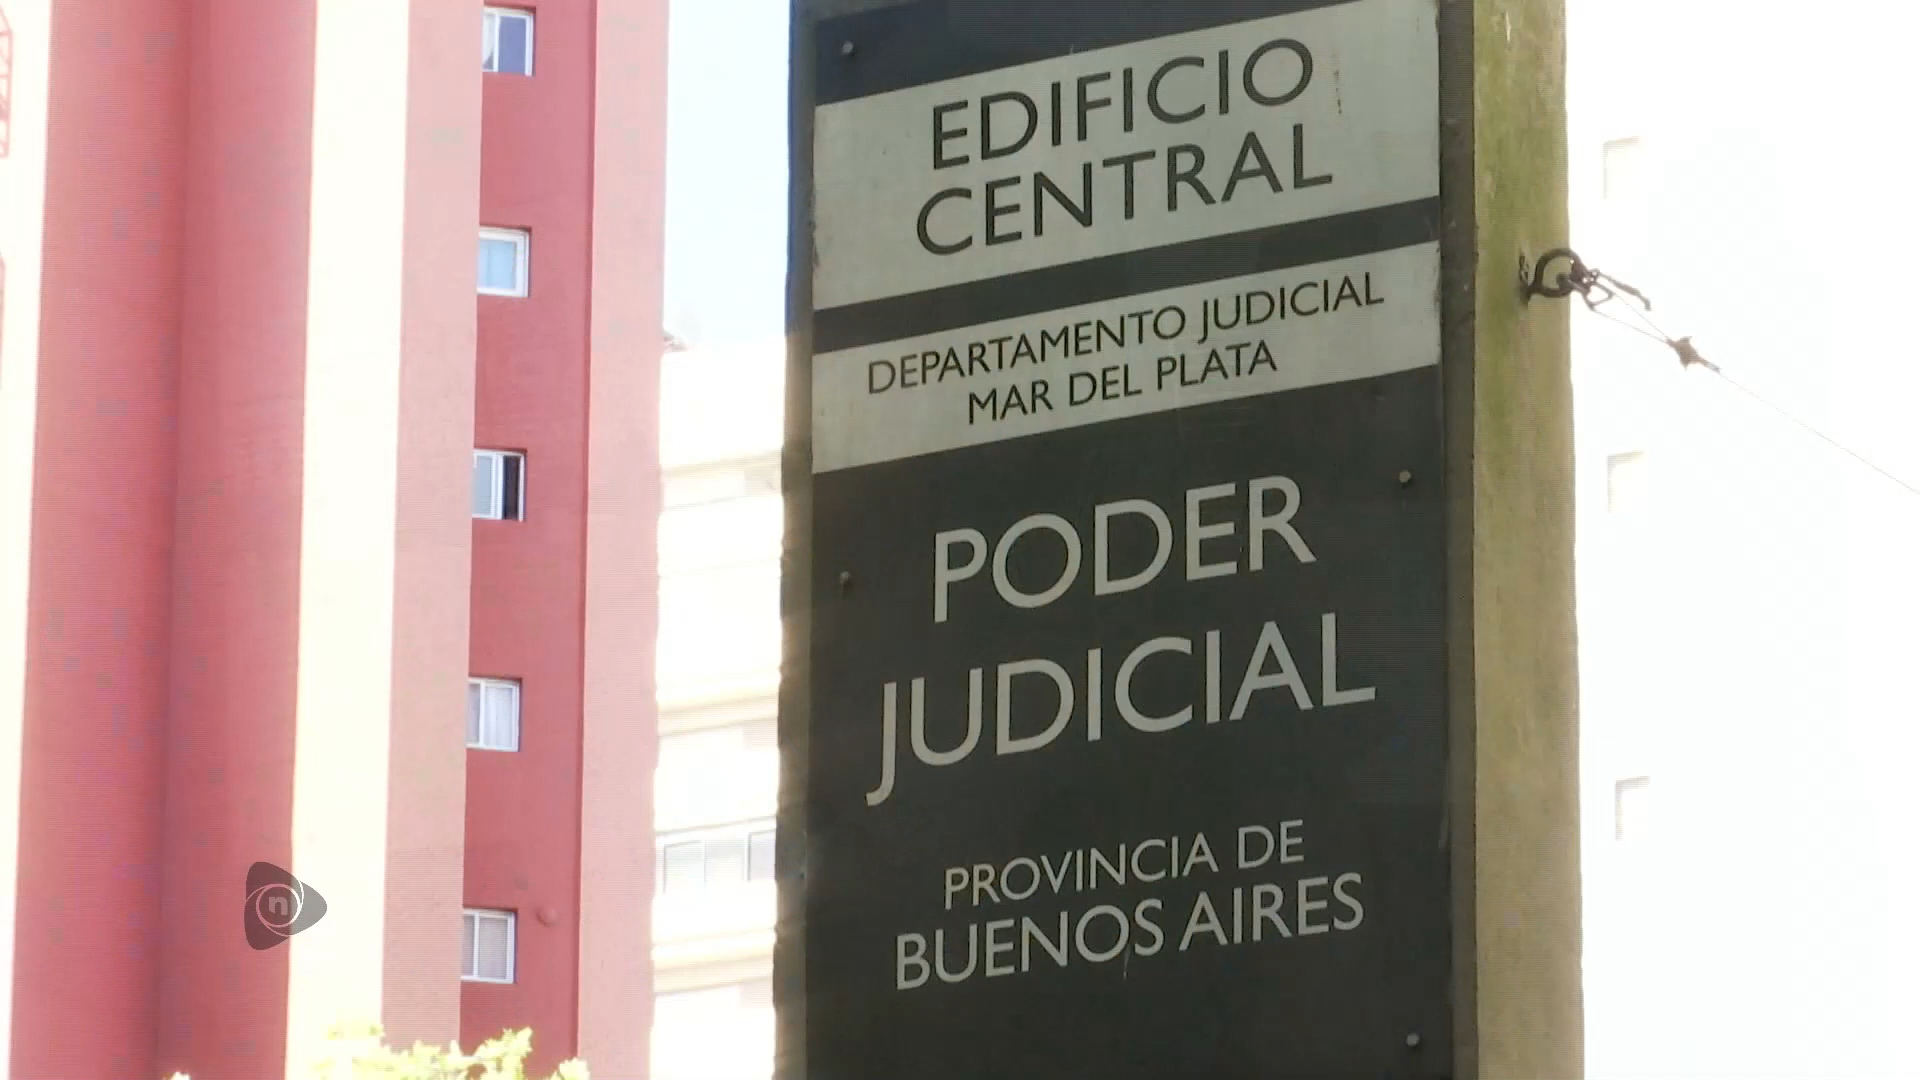 EDIFICIO
CENTRAL
DEPARTAMENTO JUDICIAL
MAR DEL PLATA
PODER
JUDICIAL
PROVINCIA DE
BUENOS AIRES
n